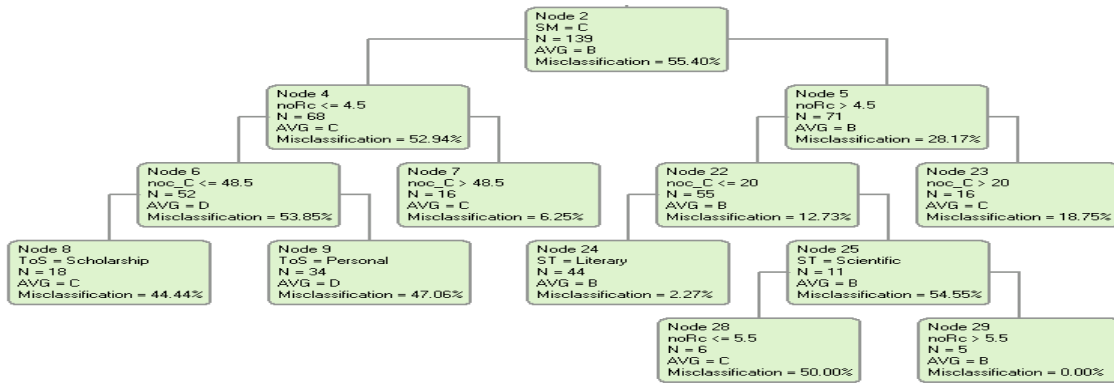 Node 2
SM = C
N = 139
AVG = B
Misclassification = 55.40%
Node 4
noRc <= 4.5
N = 68
AVG = C
Misclassification = 52.94%
Node 5
noRc > 4.5
N = 71
AVG = B
Misclassification = 28.17%
Node 6
noc_C <= 48.5
N = 52
AVG = D
Misclassification = 53.85%
Node 7
noc_C > 48.5
N = 16
AVG = C
Misclassification = 6.25%
Node 22
noc_C <= 20
N = 55
AVG = B
Misclassification = 12.73%
Node 23
noc_C > 20
N = 16
AVG = C
Misclassification = 18.75%
Node 8
ToS = Scholarship
N = 18
AVG = C
Misclassification = 44.44%
Node 9
ToS = Personal
N = 34
AVG = D
Misclassification = 47.06%
Node 24
ST = Literary
N = 44
AVG = B
Misclassification = 2.27%
Node 25
ST = Scientific
N = 11
AVG = B
Misclassification = 54.55%
Node 28
noRc <= 5.5
N = 6
AVG = C
Misclassification = 50.00%
Node 29
noRc > 5.5
N = 5
AVG = B
Misclassification = 0.00%